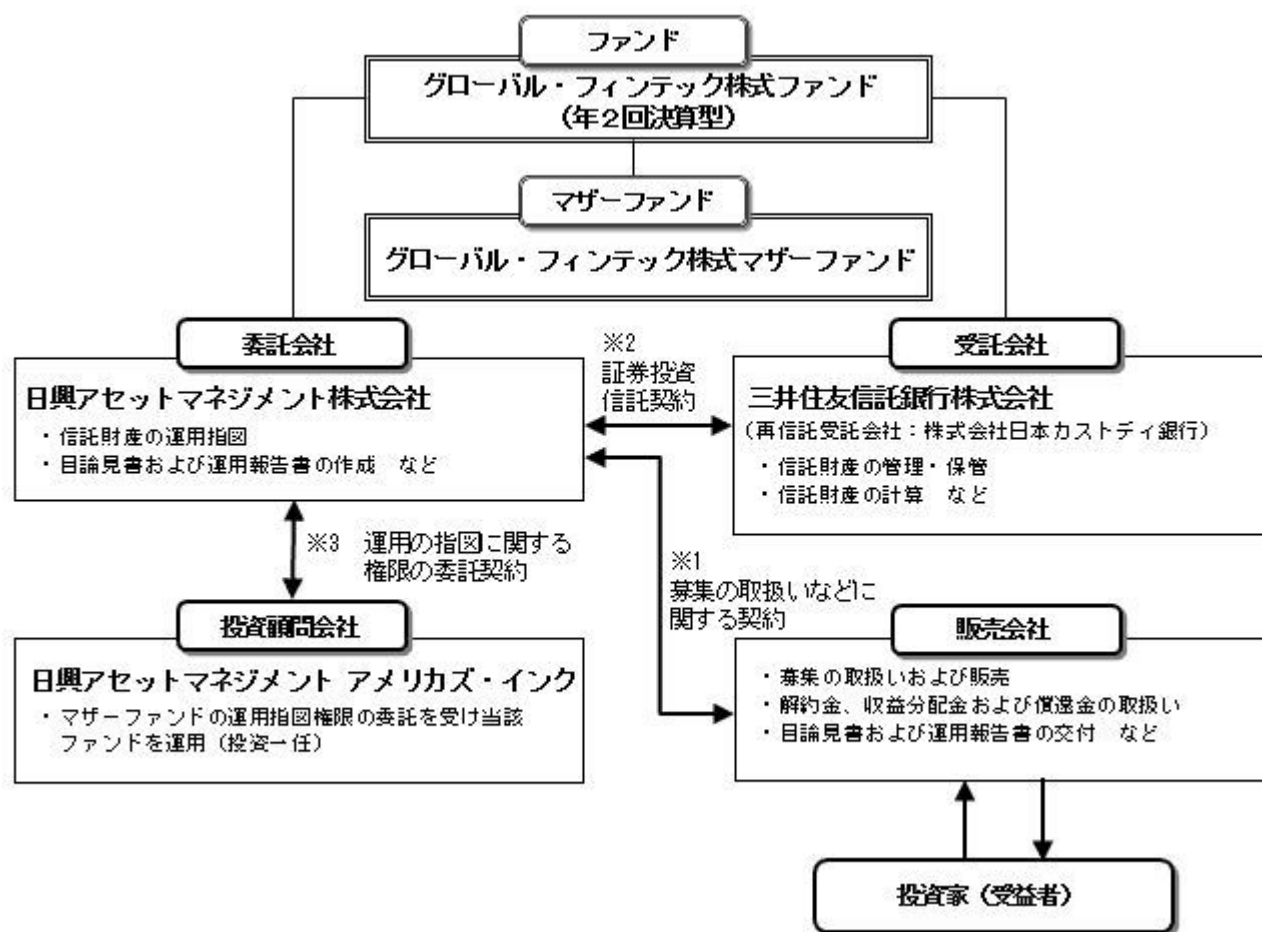 ファンド
グローバル・フィンテック株式ファンド
(年2回決算型)
マザーファンド
グローバル・フィンテック株式マザーファンド
委託会社
日興アセットマネジメント株式会社
・信託財産の運用指図
・目論見書および運用報告書の作成　など
※2
証券投資
信託契約
受託会社
三井住友信託銀行株式会社
(再信託受託会社：株式会社日本カストディ銀行)
・信託財産の管理・保管
・信託財産の計算　など
※3　運用の指図に関する
権限の委託契約
※1
募集の取扱いなどに
関する契約
投資顧問会社
日興アセットマネジメント アメリカズ・インク
・マザーファンドの運用指図権限の委託を受け当該
ファンドを運用（投資一任）
販売会社
・募集の取扱いおよび販売
・解約金、収益分配金および償還金の取扱い
・目論見書および運用報告書の交付　など
投資家（受益者）